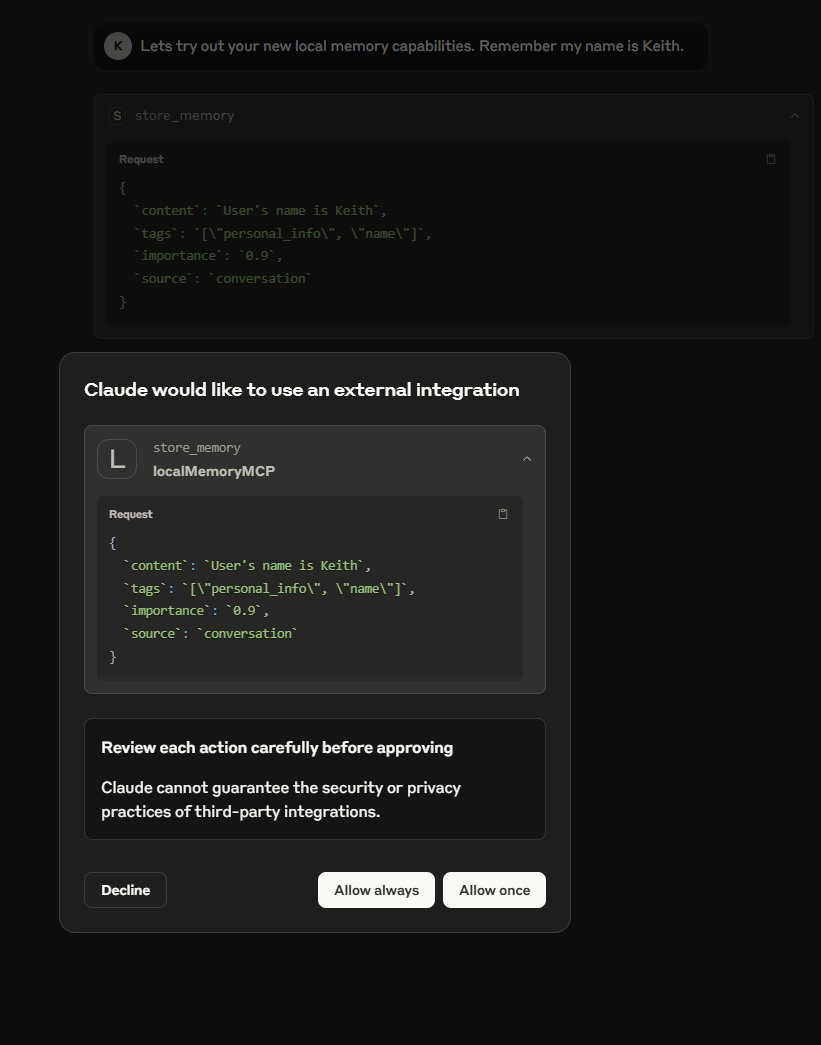 K
Lets try out your new local memory capabilities. Remember my name is Keith.
S store_memory
Request
{
  `content`: `User's name is Keith`,
  `tags`: `[\"personal_info\", \"name\"]`,
  `importance`: `0.9`,
  `source`: `conversation`
}
Claude would like to use an external integration
L
store_memory
localMemoryMCP
Request
{
  `content`: `User's name is Keith`,
  `tags`: `[\"personal_info\", \"name\"]`,
  `importance`: `0.9`,
  `source`: `conversation`
}
Review each action carefully before approving
Claude cannot guarantee the security or privacy
practices of third-party integrations.
Decline
Allow always
Allow once